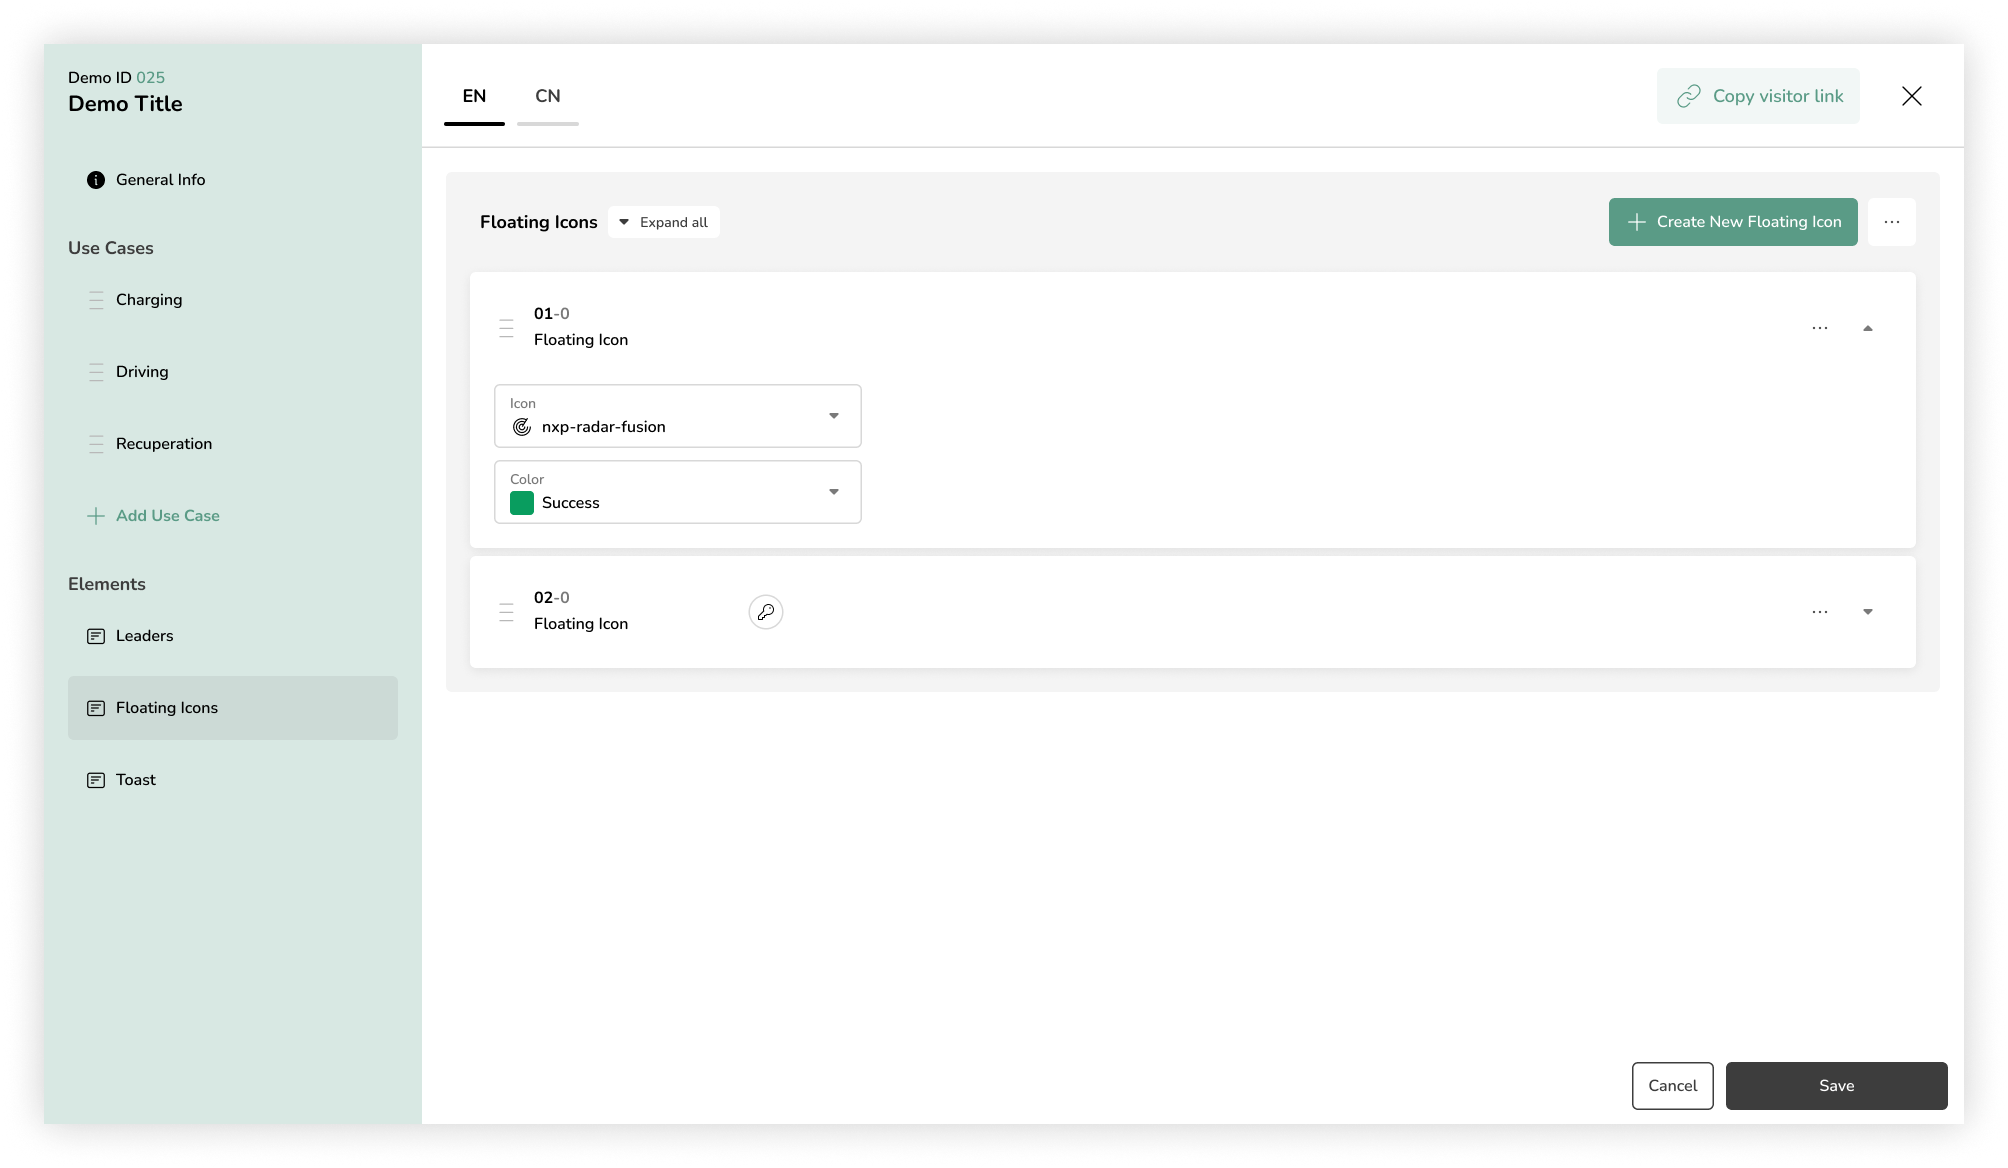 Demo ID 025
Demo Title
General Info
Use Cases
Charging
Driving
Recuperation
Add Use Case
Elements
Leaders
Floating Icons
Toast
EN
CN
Copy visitor link
Floating Icons
Expand all
Create New Floating Icon
01-0
Floating Icon
Icon
nxp-radar-fusion
Color
Success
02-0
Floating Icon
Cancel
Save